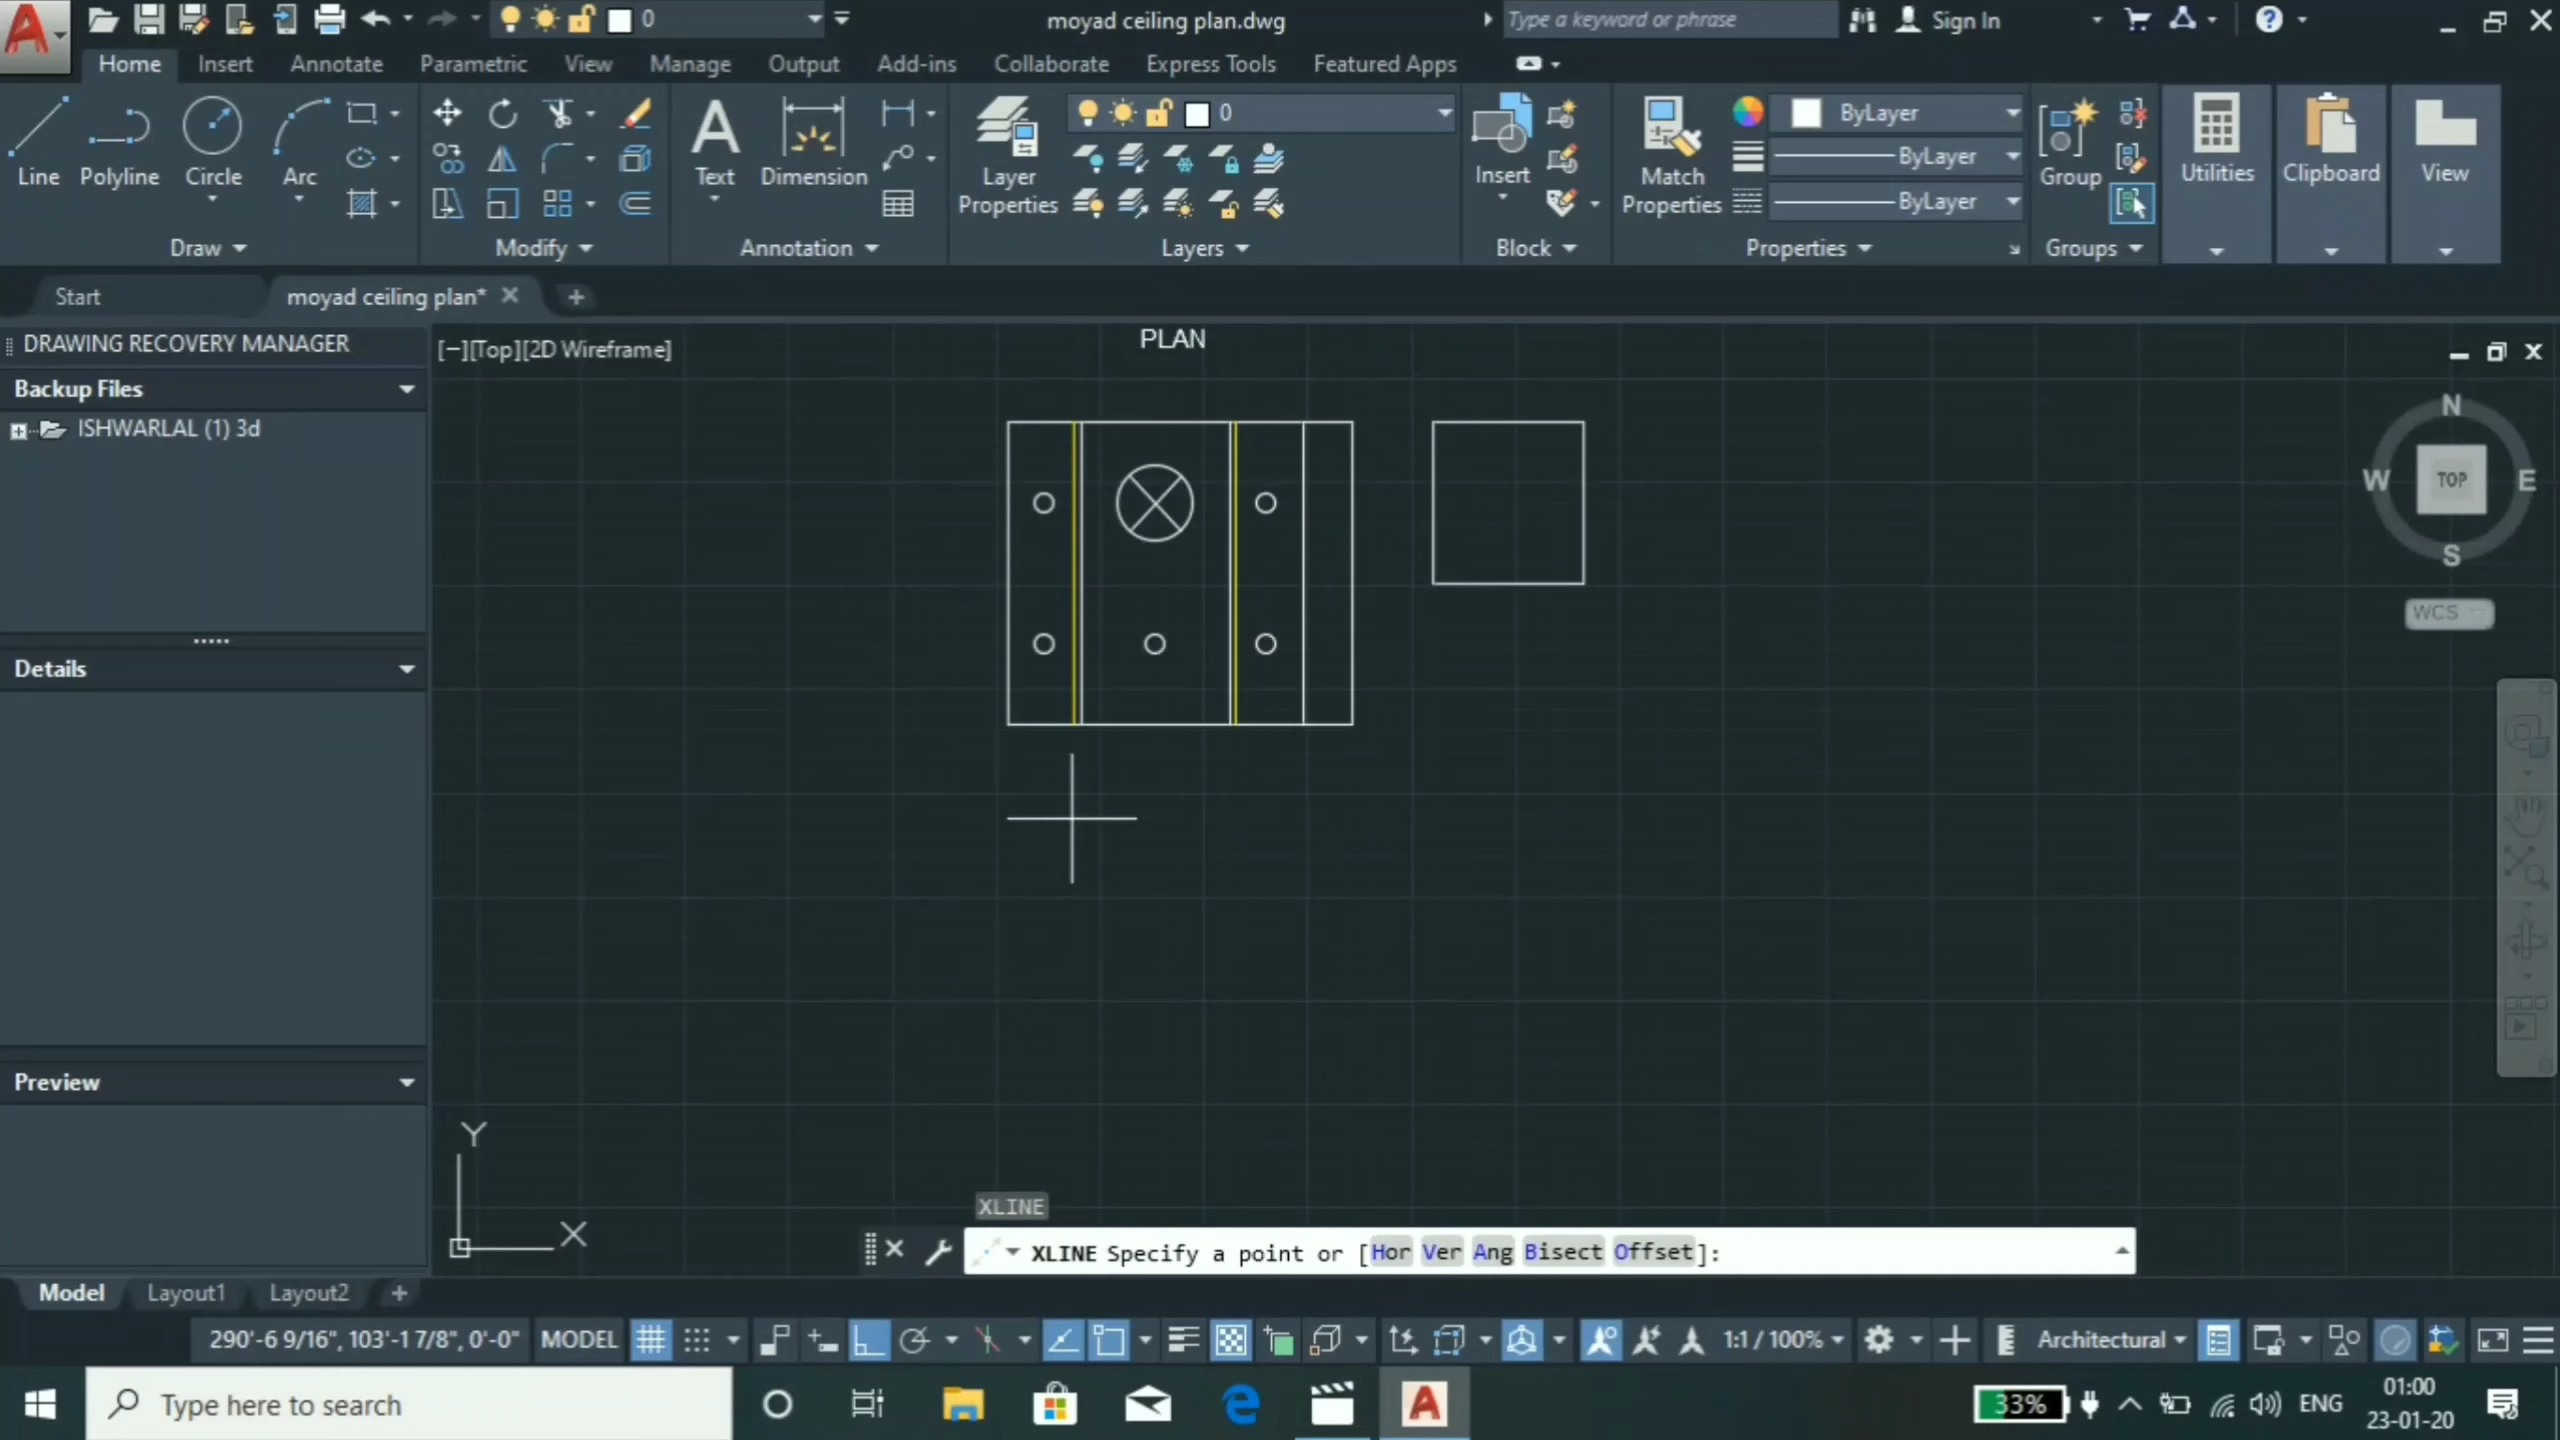 0
moyad ceiling plan.dwg
Type a keyword or phrase
Sign In
Home
Insert
Annotate
Parametric
View
Manage
Output
Add-ins
Collaborate
Express Tools
Featured Apps
Line
Polyline
Circle
Arc
Text
Dimension
Layer
Properties
0
Insert
Match
Properties
ByLayer
ByLayer
ByLayer
Group
Utilities
Clipboard
View
Draw
Modify
Annotation
Layers
Block
Properties
Groups
Start
moyad ceiling plan*
DRAWING RECOVERY MANAGER
Backup Files
ISHWARLAL (1) 3d
Details
Preview
[−][Top][2D Wireframe]
PLAN
N
W
TOP
E
S
WCS
Y
X
XLINE
XLINE Specify a point or [Hor Ver Ang Bisect Offset]:
Model
Layout1
Layout2
290'-6 9/16", 103'-1 7/8", 0'-0"
MODEL
1:1 / 100%
Architectural
Type here to search
33%
ENG
01:00
23-01-20